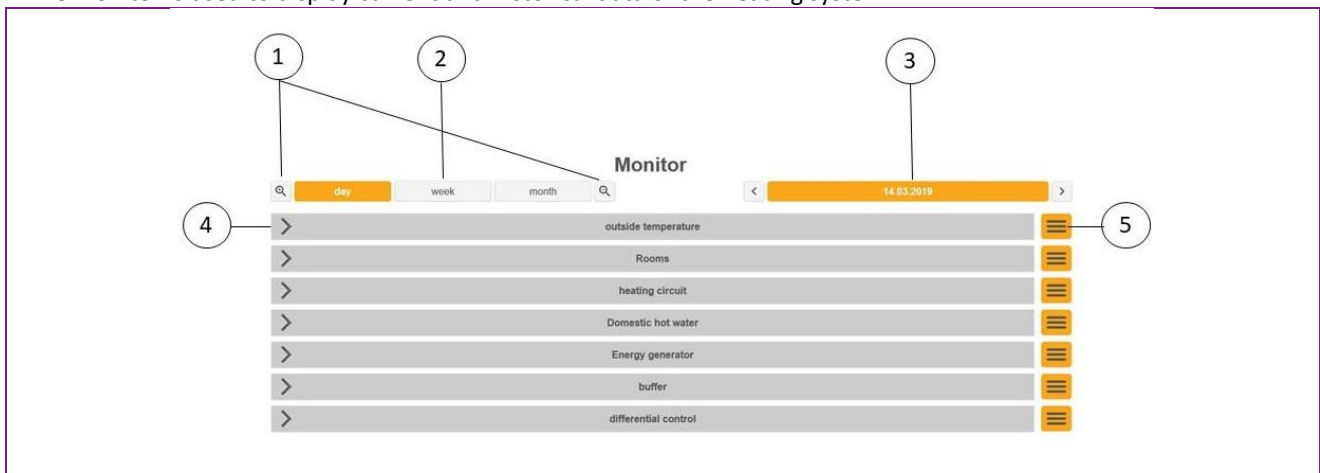 1
2
3
Monitor
day week month 14.03.2019
4 outside temperature 5
Rooms
heating circuit
Domestic hot water
Energy generator
buffer
differential control